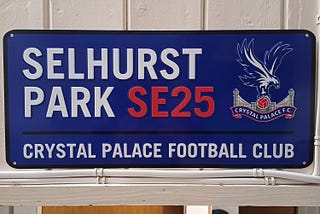 SELHURST
PARK SE25
CRYSTAL PALACE F.C.
CRYSTAL PALACE FOOTBALL CLUB